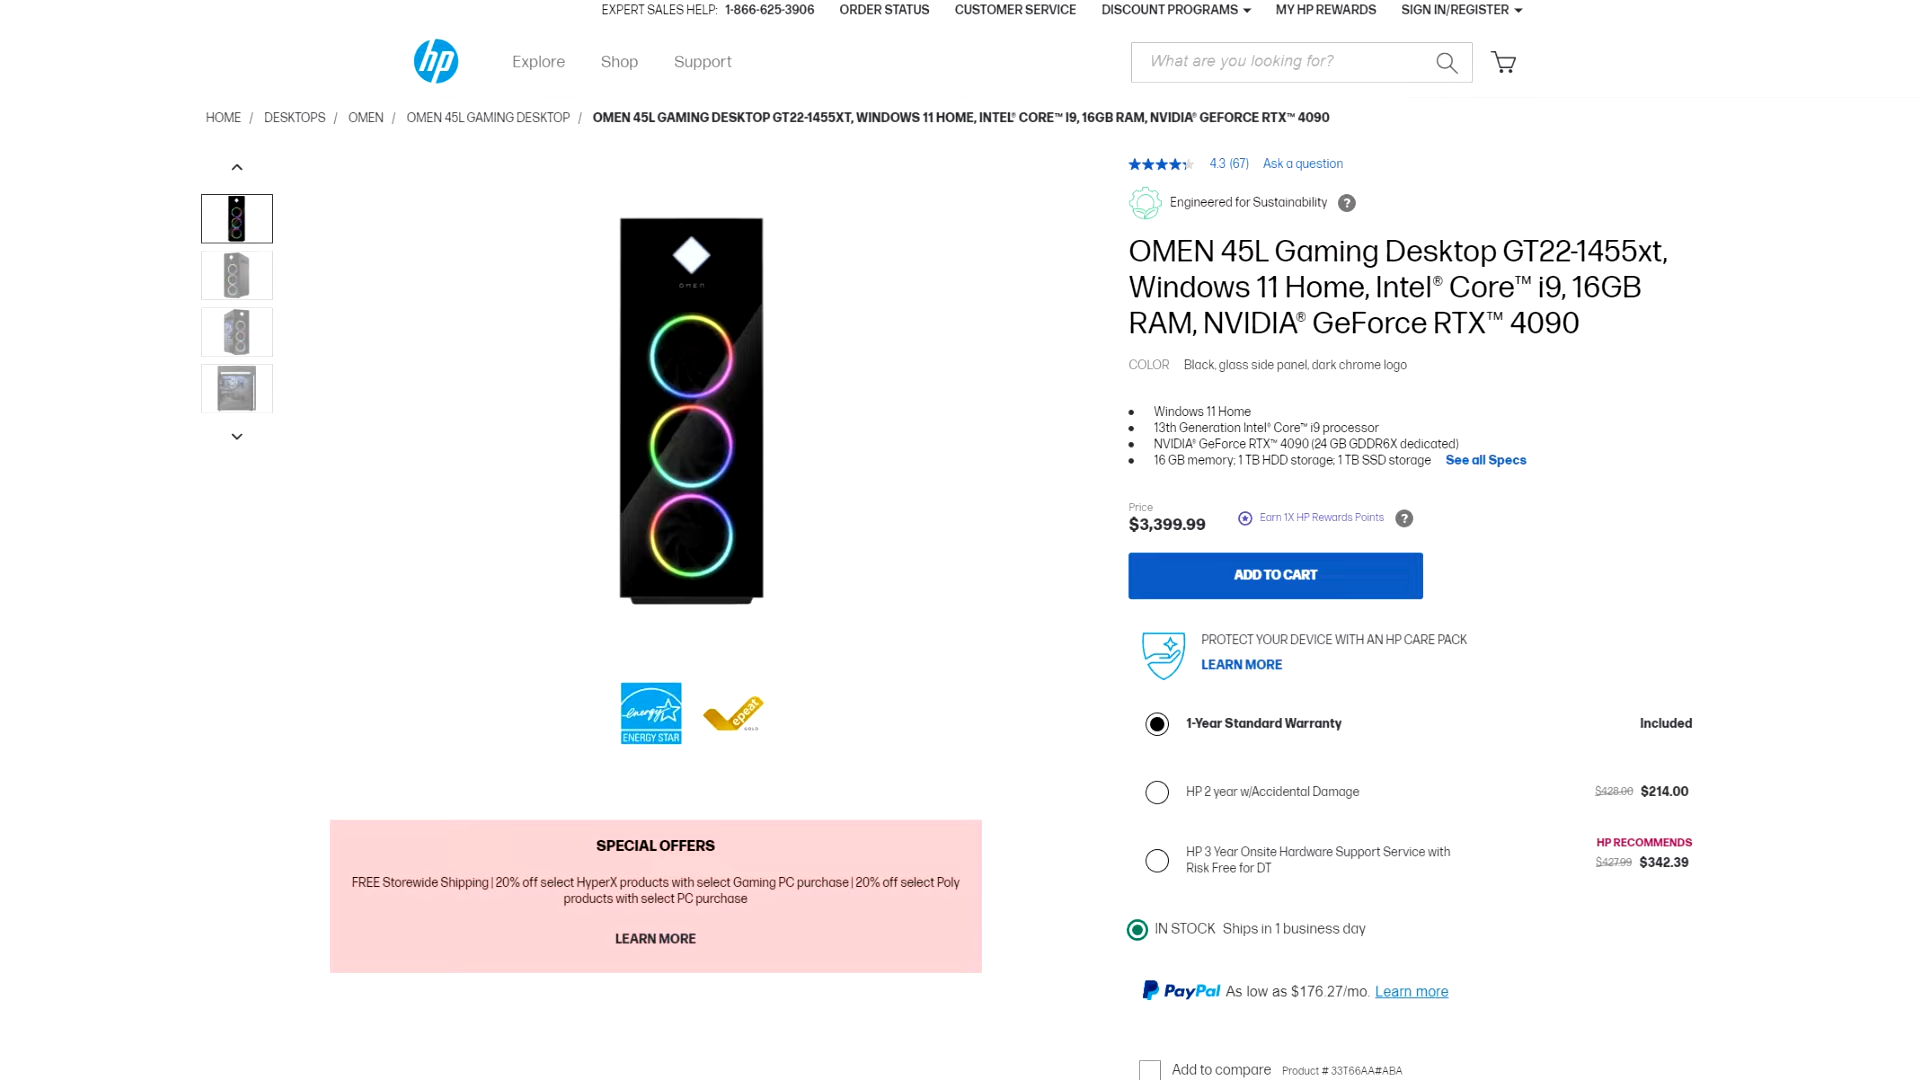 EXPERT SALES HELP: 1-866-625-3906 ORDER STATUS CUSTOMER SERVICE DISCOUNT PROGRAMS MY HP REWARDS SIGN IN/REGISTER
hp Explore Shop Support What are you looking for?
HOME / DESKTOPS / OMEN / OMEN 45L GAMING DESKTOP / OMEN 45L GAMING DESKTOP GT22-1455XT, WINDOWS 11 HOME, INTEL® CORE™ I9, 16GB RAM, NVIDIA® GEFORCE RTX™ 4090
4.3 (67) Ask a question
Engineered for Sustainability ?
OMEN 45L Gaming Desktop GT22-1455xt,
Windows 11 Home, Intel® Core™ i9, 16GB
RAM, NVIDIA® GeForce RTX™ 4090
COLOR Black, glass side panel, dark chrome logo
• Windows 11 Home
• 13th Generation Intel® Core™ i9 processor
• NVIDIA® GeForce RTX™ 4090 (24 GB GDDR6X dedicated)
• 16 GB memory; 1 TB HDD storage; 1 TB SSD storage See all Specs
Price
$3,399.99 Earn 1X HP Rewards Points ?
ADD TO CART
PROTECT YOUR DEVICE WITH AN HP CARE PACK
LEARN MORE
1-Year Standard Warranty Included
HP 2 year w/Accidental Damage $428.00 $214.00
HP RECOMMENDS
HP 3 Year Onsite Hardware Support Service with
Risk Free for DT $427.99 $342.39
IN STOCK Ships in 1 business day
PayPal As low as $176.27/mo. Learn more
Add to compare Product # 33T66AA#ABA
OMEN
energy
ENERGY STAR
epeat
GOLD
SPECIAL OFFERS
FREE Storewide Shipping | 20% off select HyperX products with select Gaming PC purchase | 20% off select Poly
products with select PC purchase
LEARN MORE